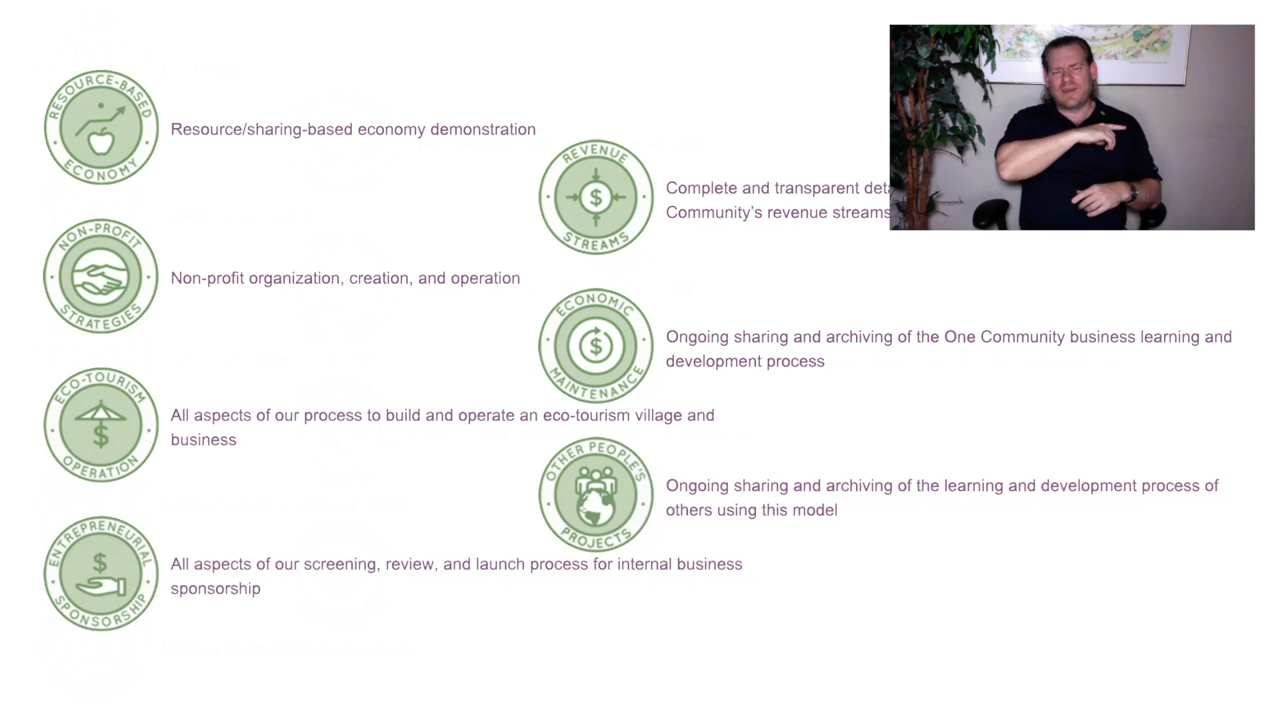 RESOURCE-BASED
ECONOMY
Resource/sharing-based economy demonstration
NON-PROFIT
STRATEGIES
Non-profit organization, creation, and operation
ECO-TOURISM
$
OPERATION
All aspects of our process to build and operate an eco-tourism village and
business
ENTREPRENEURIAL
$
SPONSORSHIP
All aspects of our screening, review, and launch process for internal business
sponsorship
REVENUE
$
STREAMS
Complete and transparent
Community's revenue streams
ECONOMIC
$
MAINTENANCE
Ongoing sharing and archiving of the One Community business learning and
development process
OTHER PEOPLE'S
PROJECTS
Ongoing sharing and archiving of the learning and development process of
others using this model